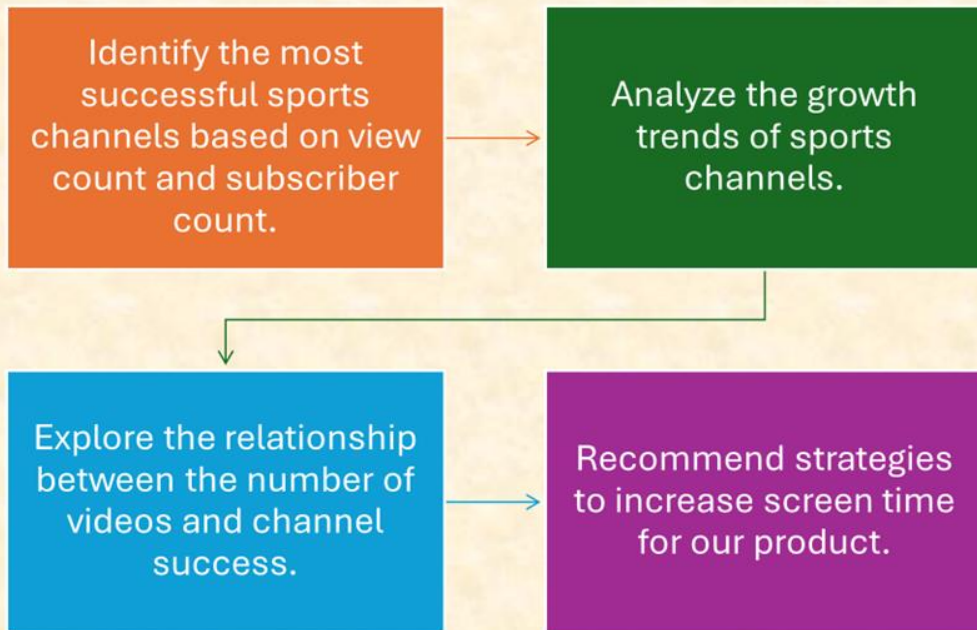 Identify the most
successful sports
channels based on view
count and subscriber
count.
Analyze the growth
trends of sports
channels.
Explore the relationship
between the number of
videos and channel
success.
Recommend strategies
to increase screen time
for our product.